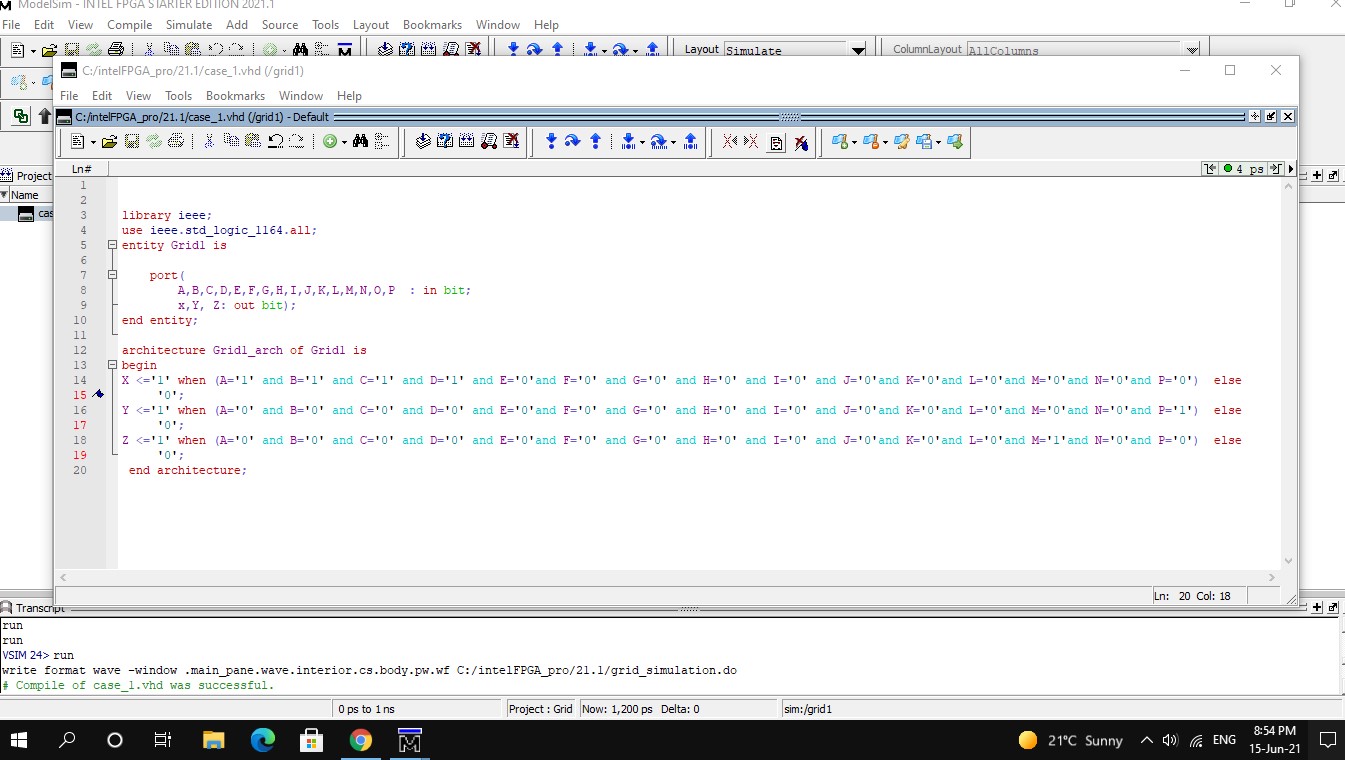 ModelSim - INTEL FPGA STARTER EDITION 2021.1
File Edit View Compile Simulate Add Source Tools Layout Bookmarks Window Help
Layout Simulate ColumnLayout AllColumns
C:/intelFPGA_pro/21.1/case_1.vhd (/grid1)
File Edit View Tools Bookmarks Window Help
C:/intelFPGA_pro/21.1/case_1.vhd (/grid1) - Default
Ln#
4 ps
Project
Name
cas
1
2
3 library ieee;
4 use ieee.std_logic_1164.all;
5 entity Grid1 is
6
7 port(
8 A,B,C,D,E,F,G,H,I,J,K,L,M,N,O,P : in bit;
9 x,Y, Z: out bit);
10 end entity;
11
12 architecture Grid1_arch of Grid1 is
13 begin
14 X <='1' when (A='1' and B='1' and C='1' and D='1' and E='0'and F='0' and G='0' and H='0' and I='0' and J='0'and K='0'and L='0'and M='0'and N='0'and P='0') else
15 '0';
16 Y <='1' when (A='0' and B='0' and C='0' and D='0' and E='0'and F='0' and G='0' and H='0' and I='0' and J='0'and K='0'and L='0'and M='0'and N='0'and P='1') else
17 '0';
18 Z <='1' when (A='0' and B='0' and C='0' and D='0' and E='0'and F='0' and G='0' and H='0' and I='0' and J='0'and K='0'and L='0'and M='1'and N='0'and P='0') else
19 '0';
20 end architecture;
Ln: 20 Col: 18
Transcript
run
run
VSIM 24> run
write format wave -window .main_pane.wave.interior.cs.body.pw.wf C:/intelFPGA_pro/21.1/grid_simulation.do
# Compile of case_1.vhd was successful.
0 ps to 1 ns Project : Grid Now: 1,200 ps Delta: 0 sim:/grid1
21°C Sunny ENG 8:54 PM
15-Jun-21